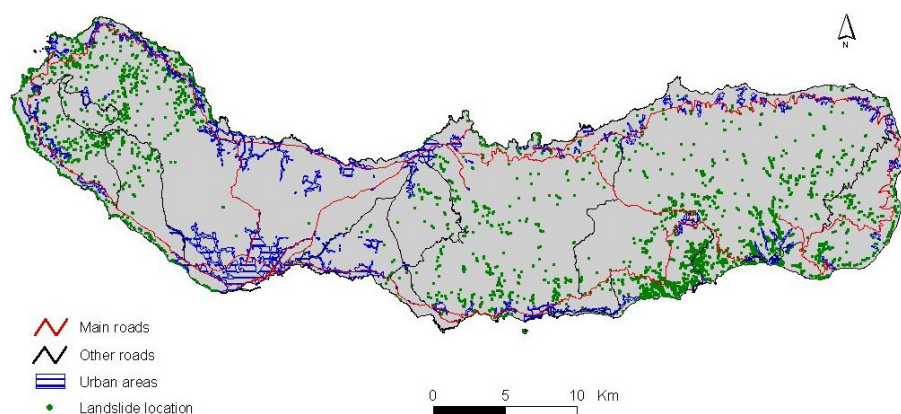 N
Main roads
Other roads
Urban areas
Landslide location
0 5 10 Km